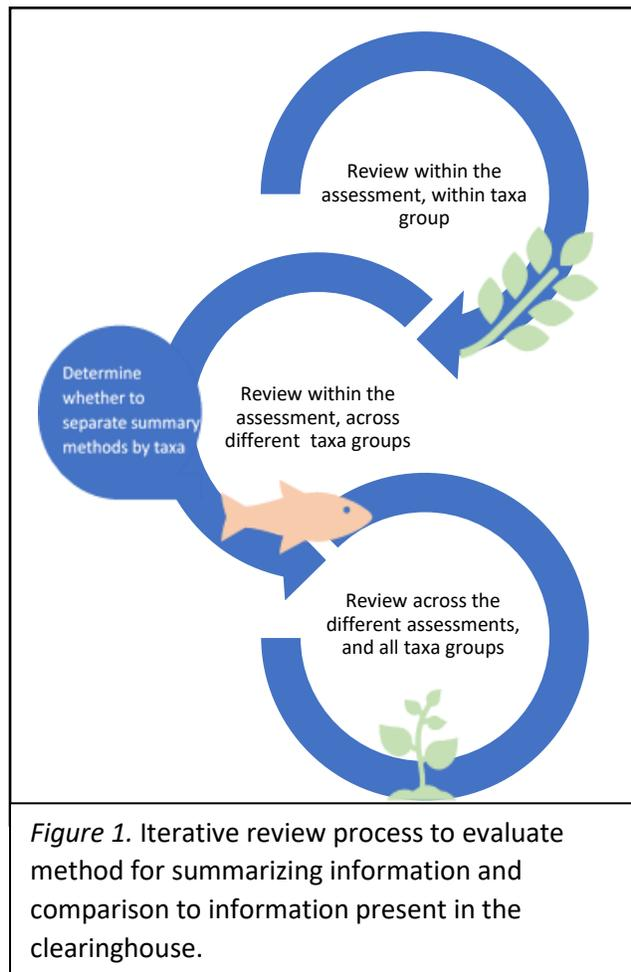 Review within the
assessment, within taxa
group
Determine
whether to
separate summary
methods by taxa
Review within the
assessment, across
different taxa groups
Review across the
different assessments,
and all taxa groups
Figure 1. Iterative review process to evaluate
method for summarizing information and
comparison to information present in the
clearinghouse.